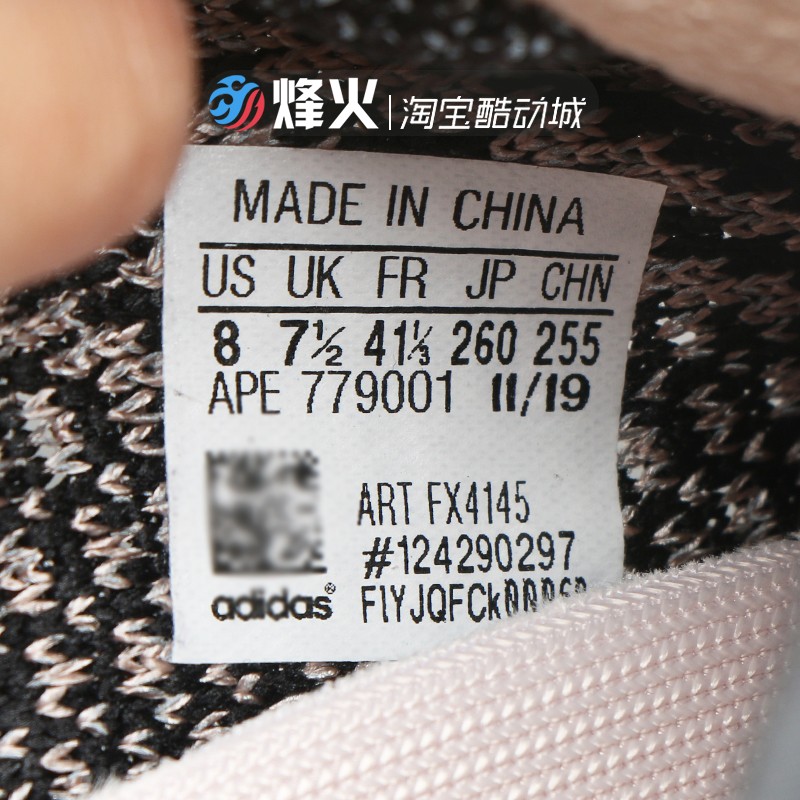 烽火 | 淘宝酷动城
MADE IN CHINA
US UK FR JP CHN
8 7½ 41⅓ 260 255
APE 779001 11/19
ART FX4145
#124290297
adidas®